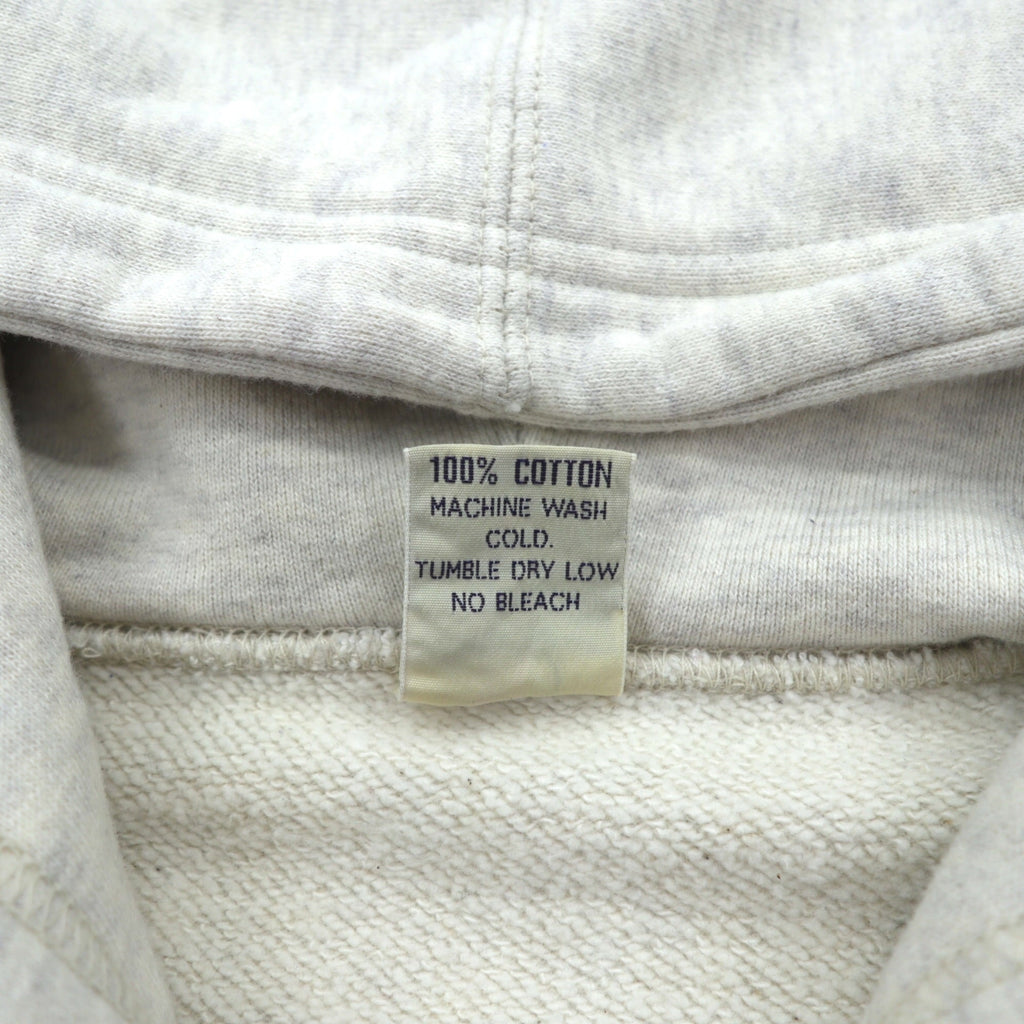 100% COTTON
MACHINE WASH
COLD.
TUMBLE DRY LOW
NO BLEACH